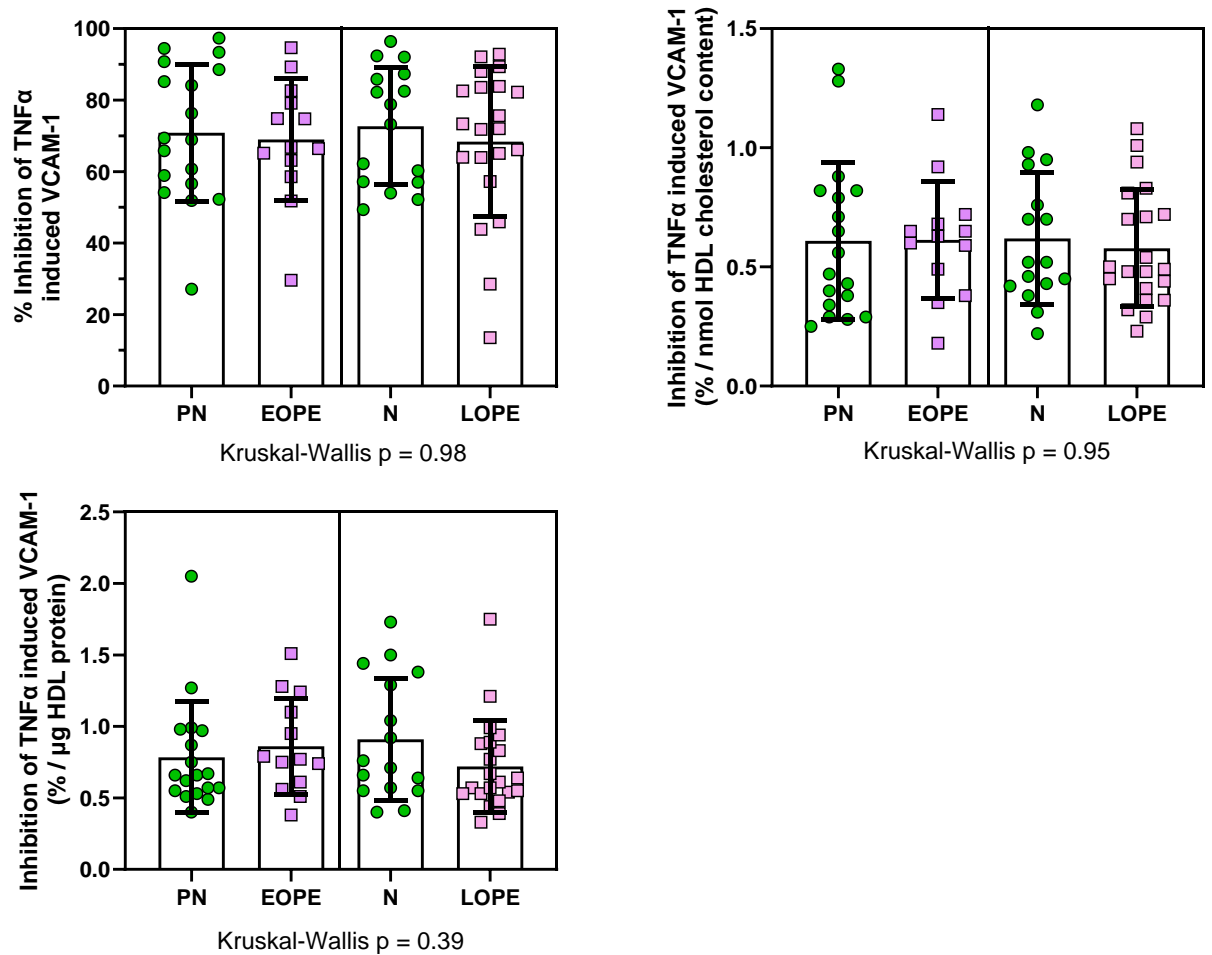 % Inhibition of TNFα
induced VCAM-1
100
80
60
40
20
0
PN EOPE N LOPE
Kruskal-Wallis p = 0.98
Inhibition of TNFα induced VCAM-1
(% / nmol HDL cholesterol content)
1.5
1.0
0.5
0.0
PN EOPE N LOPE
Kruskal-Wallis p = 0.95
Inhibition of TNFα induced VCAM-1
(% / µg HDL protein)
2.5
2.0
1.5
1.0
0.5
0.0
PN EOPE N LOPE
Kruskal-Wallis p = 0.39